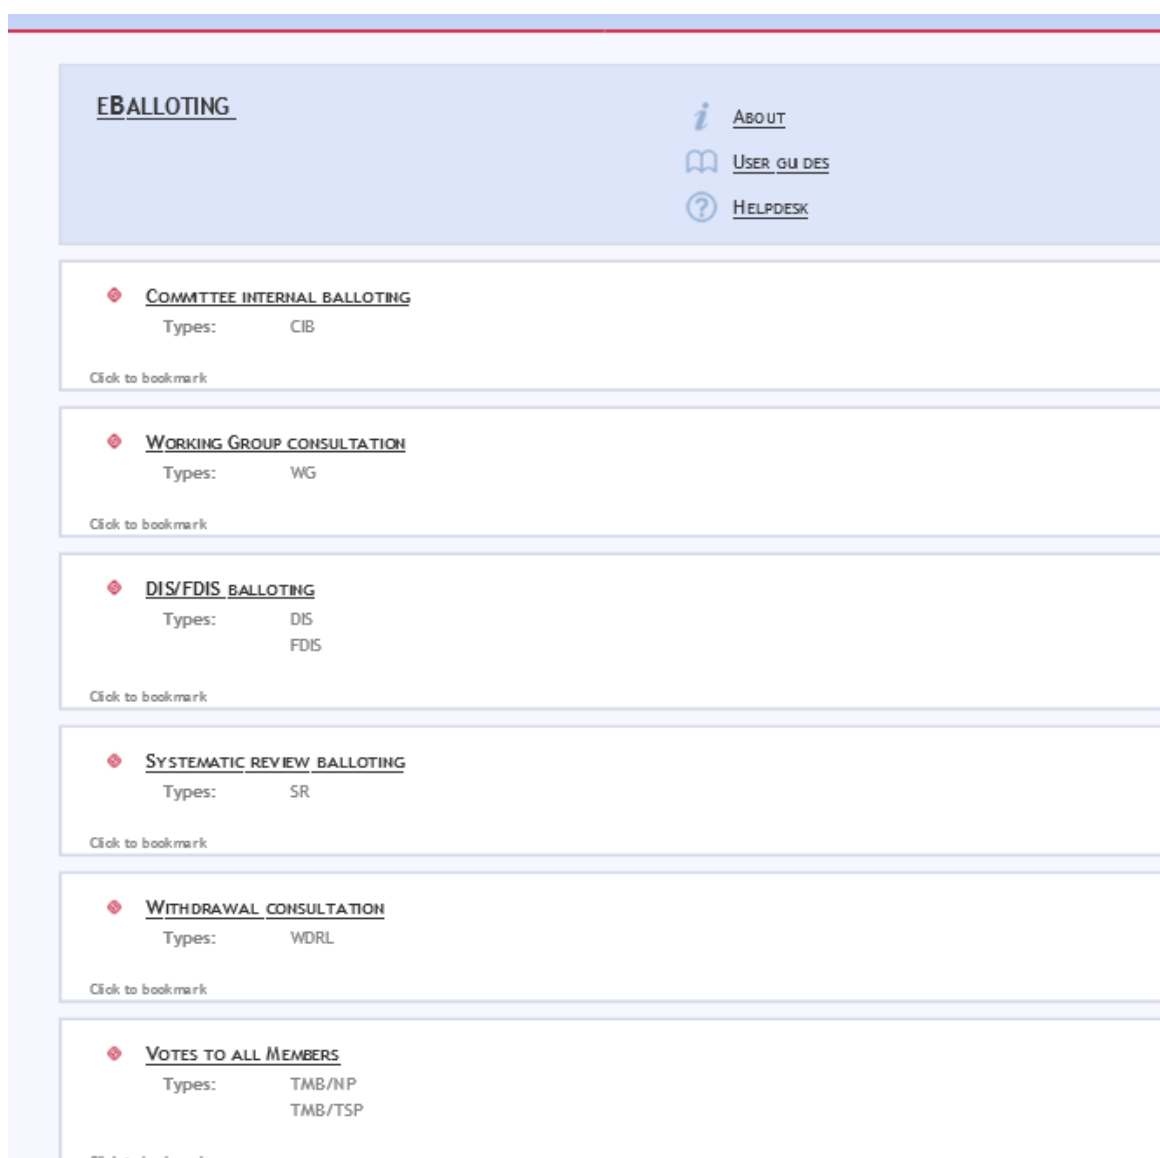 eBalloting
About
User guides
Helpdesk
Committee internal balloting
Types: CIB
Click to bookmark
Working Group consultation
Types: WG
Click to bookmark
DIS/FDIS balloting
Types: DIS
FDIS
Click to bookmark
Systematic review balloting
Types: SR
Click to bookmark
Withdrawal consultation
Types: WDRL
Click to bookmark
Votes to all Members
Types: TMB/NP
TMB/TSP